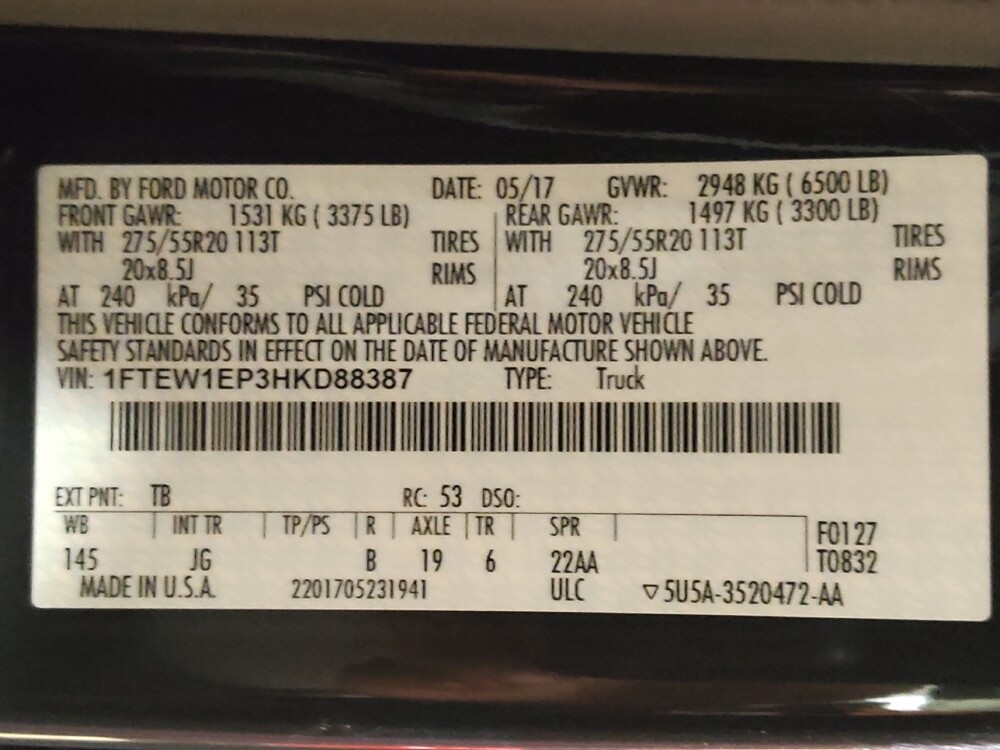 MFD. BY FORD MOTOR CO. DATE: 05/17 GVWR: 2948 KG ( 6500 LB)
FRONT GAWR: 1531 KG ( 3375 LB) REAR GAWR: 1497 KG ( 3300 LB)
WITH 275/55R20 113T TIRES WITH 275/55R20 113T TIRES
20x8.5J RIMS 20x8.5J RIMS
AT 240 kPa/ 35 PSI COLD AT 240 kPa/ 35 PSI COLD
THIS VEHICLE CONFORMS TO ALL APPLICABLE FEDERAL MOTOR VEHICLE
SAFETY STANDARDS IN EFFECT ON THE DATE OF MANUFACTURE SHOWN ABOVE.
VIN: 1FTEW1EP3HKD88387 TYPE: Truck
EXT PNT: TB RC: 53 DSO:
WB INT TR TP/PS R AXLE TR SPR F0127
145 JG B 19 6 22AA T0832
MADE IN U.S.A. 2201705231941 ULC ▽5U5A-3520472-AA